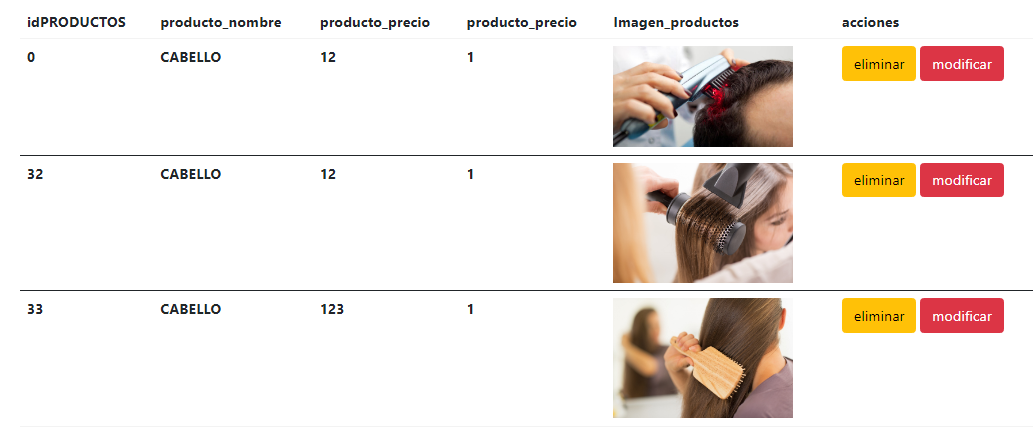 idPRODUCTOS producto_nombre producto_precio producto_precio Imagen_productos acciones
0 CABELLO 12 1 eliminar modificar
32 CABELLO 12 1 eliminar modificar
33 CABELLO 123 1 eliminar modificar